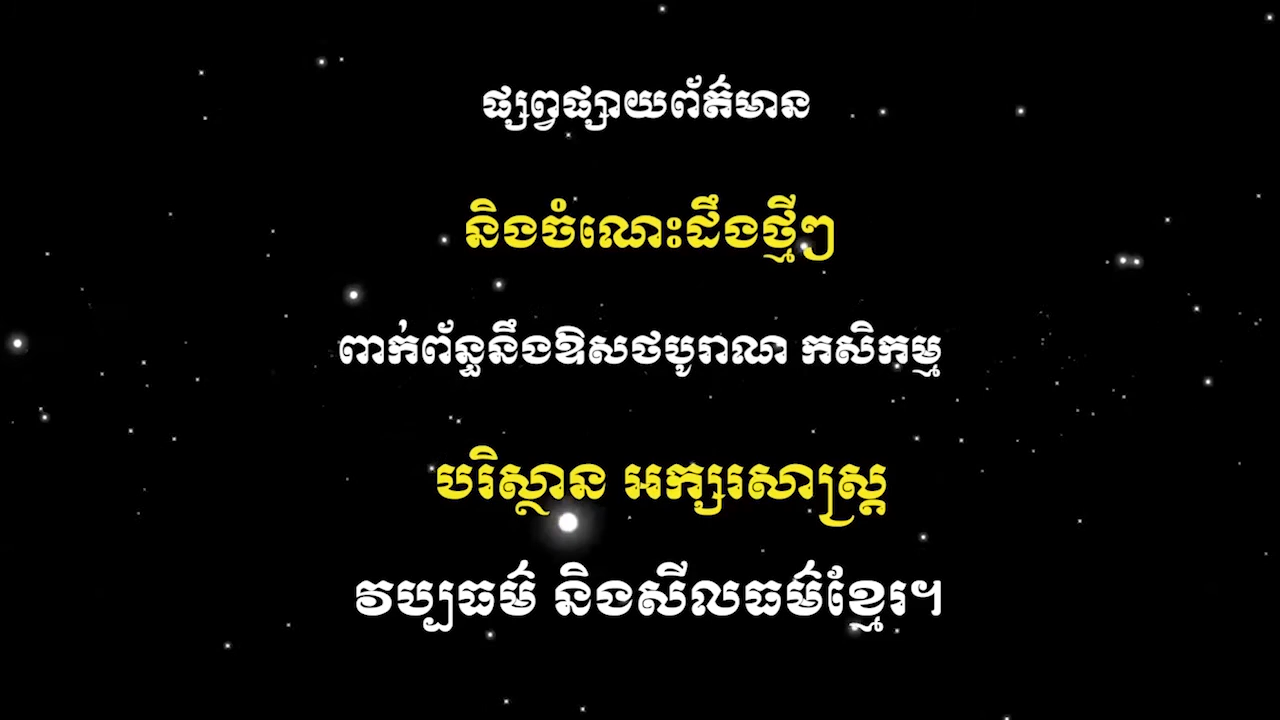 ផ្សព្វផ្សាយព័ត៌មាន
និងចំណេះដឹងថ្មីៗ
ពាក់ព័ន្ធនឹងឱសថបូរាណ កសិកម្ម
បរិស្ថាន អក្សរសាស្ត្រ
វប្បធម៌ និងសីលធម៌ខ្មែរ។